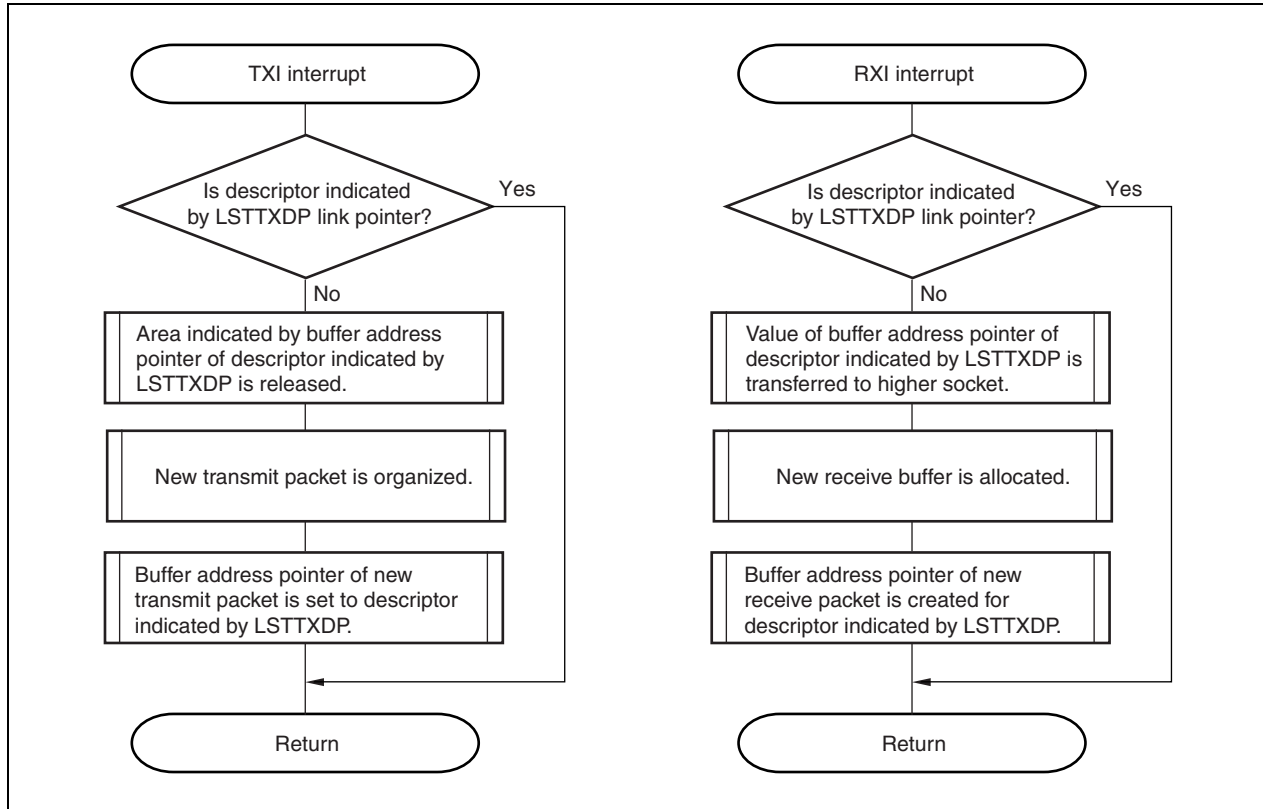 TXI interrupt
Is descriptor indicated
by LSTTXDP link pointer?
Yes
No
Area indicated by buffer address
pointer of descriptor indicated by
LSTTXDP is released.
New transmit packet is organized.
Buffer address pointer of new
transmit packet is set to descriptor
indicated by LSTTXDP.
Return
RXI interrupt
Is descriptor indicated
by LSTTXDP link pointer?
Yes
No
Value of buffer address pointer of
descriptor indicated by LSTTXDP is
transferred to higher socket.
New receive buffer is allocated.
Buffer address pointer of new
receive packet is created for
descriptor indicated by LSTTXDP.
Return